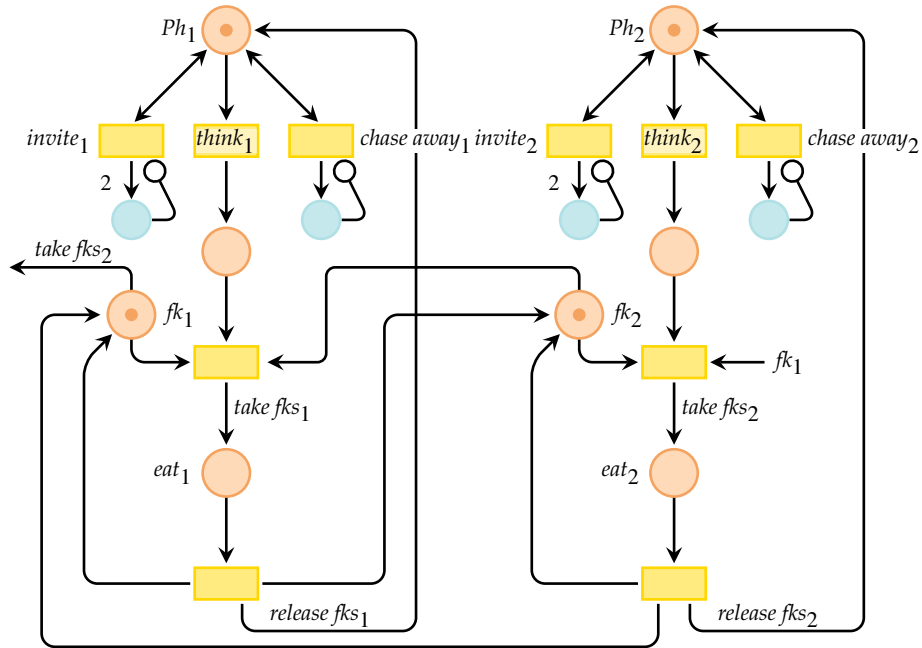 Ph1 Ph2
invite1 think1 chase away1 invite2 think2 chase away2
2 2
take fks2
fk1 fk2
fk1
take fks1 take fks2
eat1 eat2
release fks1 release fks2